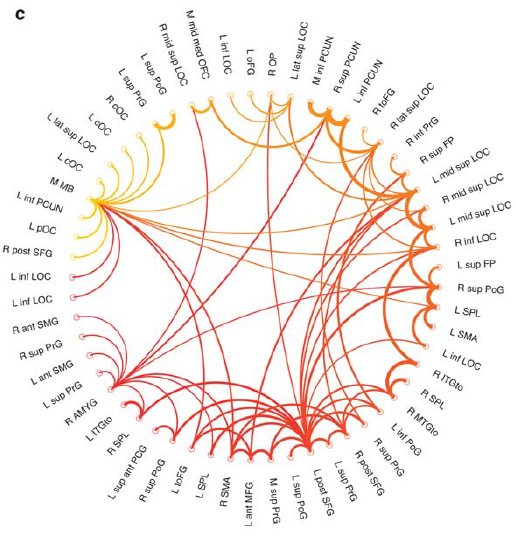 c
M mid med OFC
L inf LOC
L oFG
R OP
L lat sup LOC
M inf PCUN
R sup PCUN
L inf PCUN
R toFG
R lat sup LOC
R inf PrG
R sup FP
L mid sup LOC
R mid sup LOC
L mid sup LOC
R inf LOC
L sup FP
R sup PoG
L SPL
L SMA
L inf LOC
R ITGto
R SPL
R MTGto
L inf PoG
R sup PrG
R post SFG
L sup PrG
L post SFG
L sup PoG
M sup PrG
L ant MFG
R SMA
L SPL
L toFG
R sup PoG
L sup ant PCG
R SPL
L ITGto
R AMYG
L sup PrG
L ant SMG
R sup PrG
R ant SMG
L inf LOC
L inf LOC
R post SFG
L pOC
L inf PCUN
M MB
L cOC
L lat sup LOC
L cOC
R cOC
L sup PrG
L sup PoG
R mid sup LOC